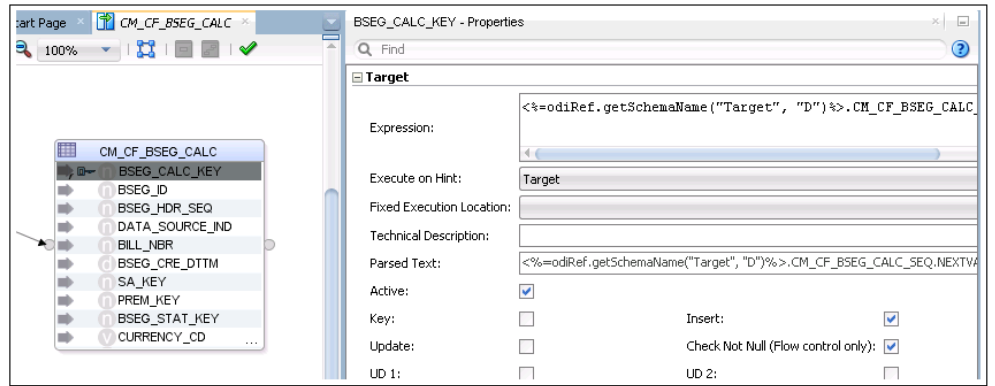 tart Page
CM_CF_BSEG_CALC
100%
CM_CF_BSEG_CALC
BSEG_CALC_KEY
BSEG_ID
BSEG_HDR_SEQ
DATA_SOURCE_IND
BILL_NBR
BSEG_CRE_DTTM
SA_KEY
PREM_KEY
BSEG_STAT_KEY
CURRENCY_CD
...
BSEG_CALC_KEY - Properties
Find
Target
Expression: <%=odiRef.getSchemaName("Target", "D")%>.CM_CF_BSEG_CALC_
Execute on Hint: Target
Fixed Execution Location:
Technical Description:
Parsed Text: <%=odiRef.getSchemaName("Target", "D")%>.CM_CF_BSEG_CALC_SEQ.NEXTVA
Active:
Key: Insert:
Update: Check Not Null (Flow control only):
UD 1: UD 2: